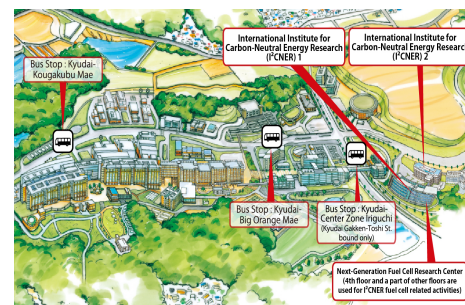 International Institute for
Carbon-Neutral Energy Research
(I²CNER) 1
International Institute for
Carbon-Neutral Energy Research
(I²CNER) 2
Bus Stop : Kyudai-
Kougakubu Mae
Bus Stop : Kyudai-
Big Orange Mae
Bus Stop : Kyudai-
Center Zone Iriguchi
(Kyudai Gakken-Toshi St.
bound only)
Next-Generation Fuel Cell Research Center
(4th floor and a part of other floors are
used for I²CNER fuel cell related activities)